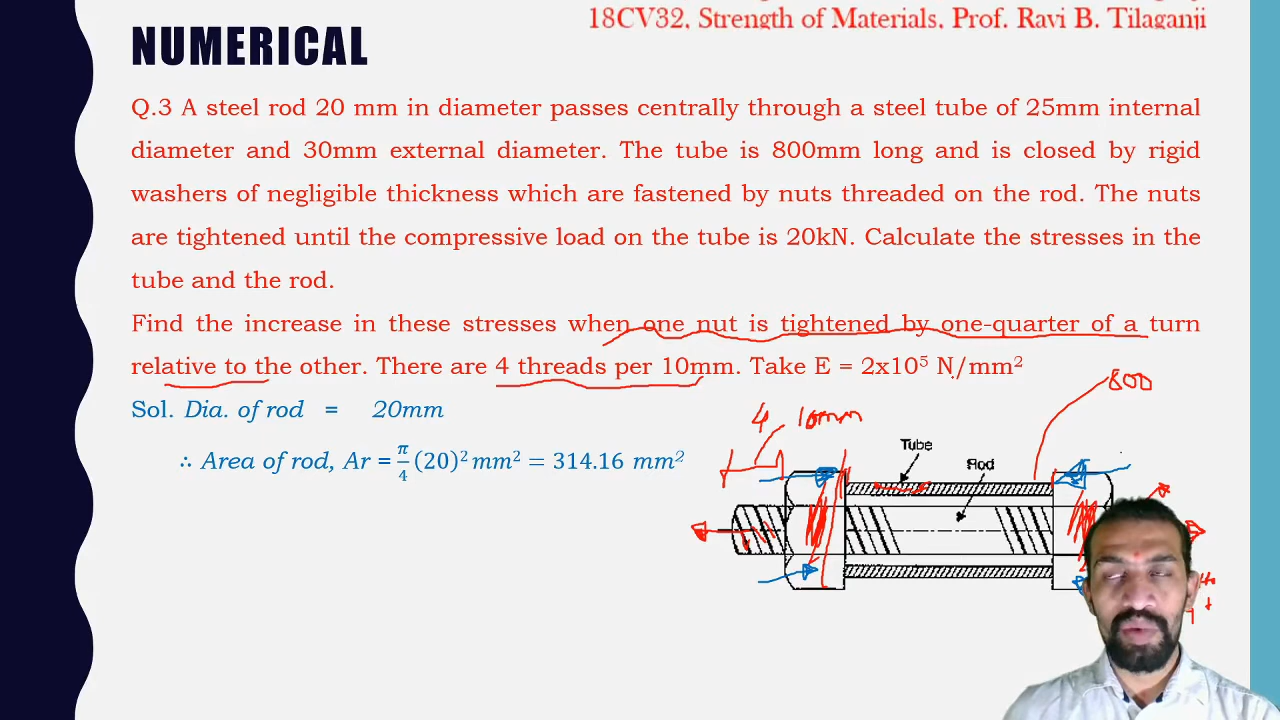 18CV32, Strength of Materials, Prof. Ravi B. Tilaganji
NUMERICAL
Q.3 A steel rod 20 mm in diameter passes centrally through a steel tube of 25mm internal
diameter and 30mm external diameter. The tube is 800mm long and is closed by rigid
washers of negligible thickness which are fastened by nuts threaded on the rod. The nuts
are tightened until the compressive load on the tube is 20kN. Calculate the stresses in the
tube and the rod.
Find the increase in these stresses when one nut is tightened by one-quarter of a turn
relative to the other. There are 4 threads per 10mm. Take E = 2x10⁵ N/mm²
Sol. Dia. of rod = 20mm
∴ Area of rod, Ar = π/4 (20)² mm² = 314.16 mm²
800
4 10mm
Tube
Rod